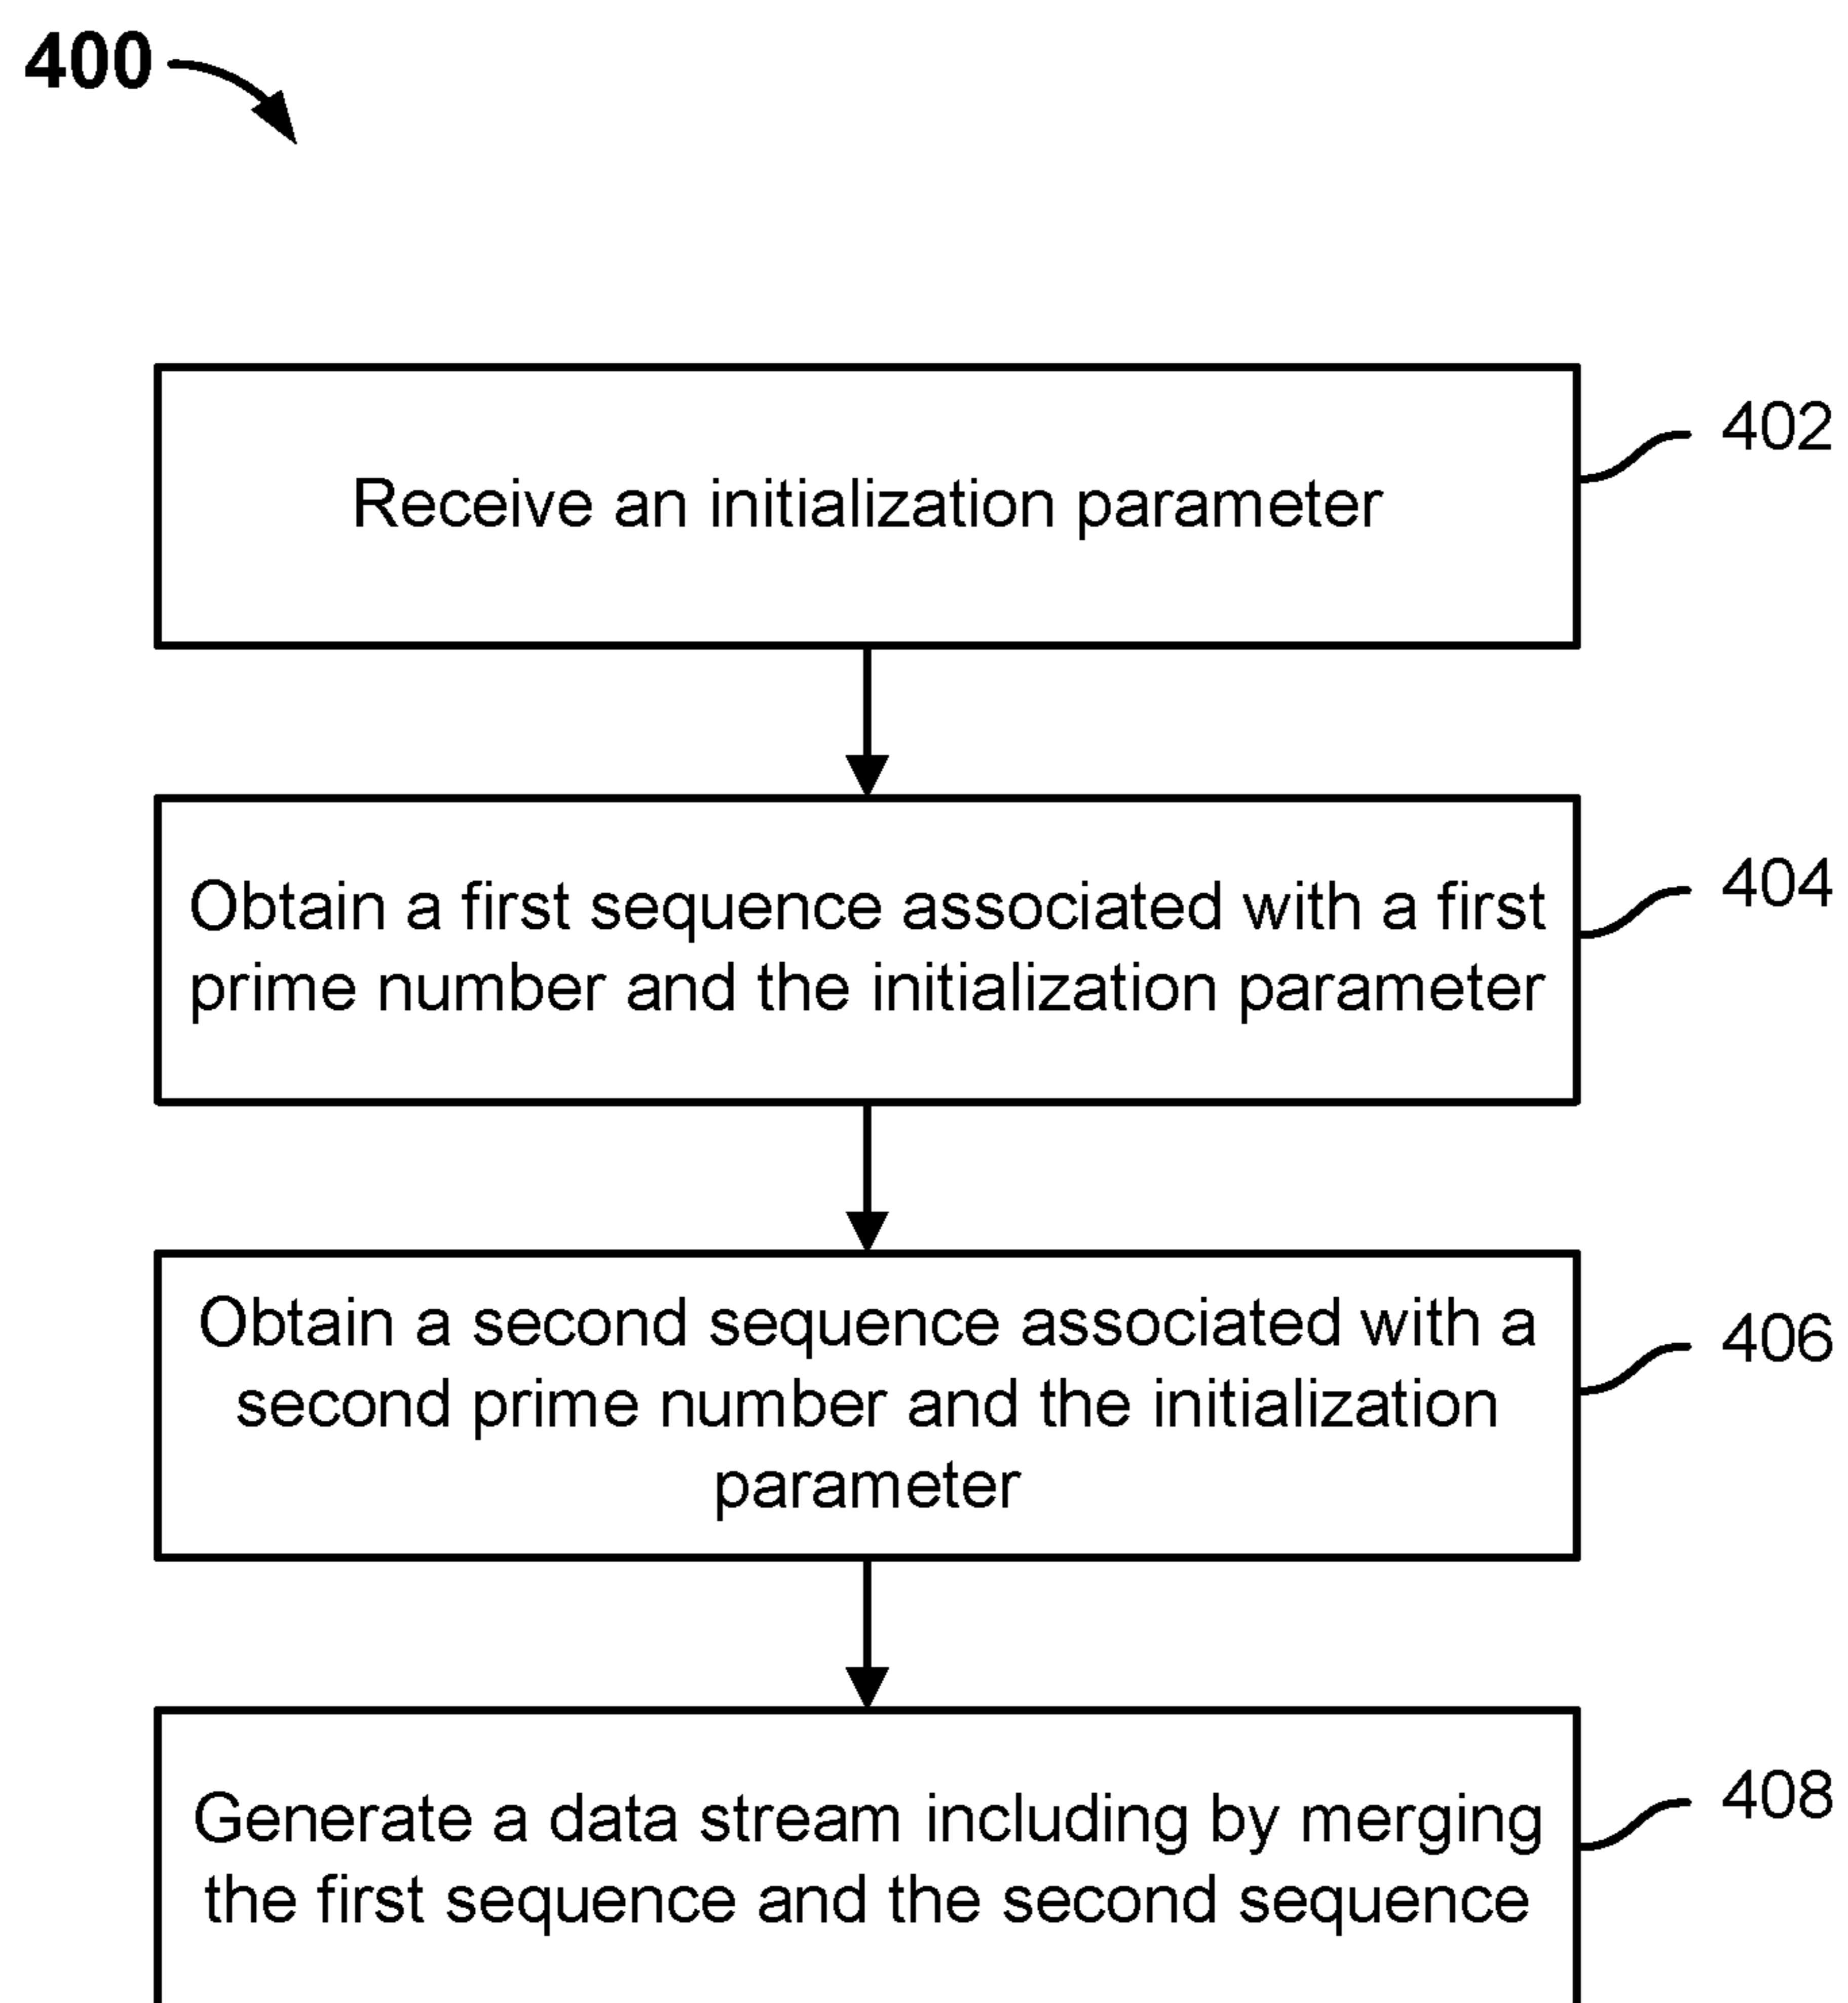 400
Receive an initialization parameter
402
Obtain a first sequence associated with a first
prime number and the initialization parameter
404
Obtain a second sequence associated with a
second prime number and the initialization
parameter
406
Generate a data stream including by merging
the first sequence and the second sequence
408